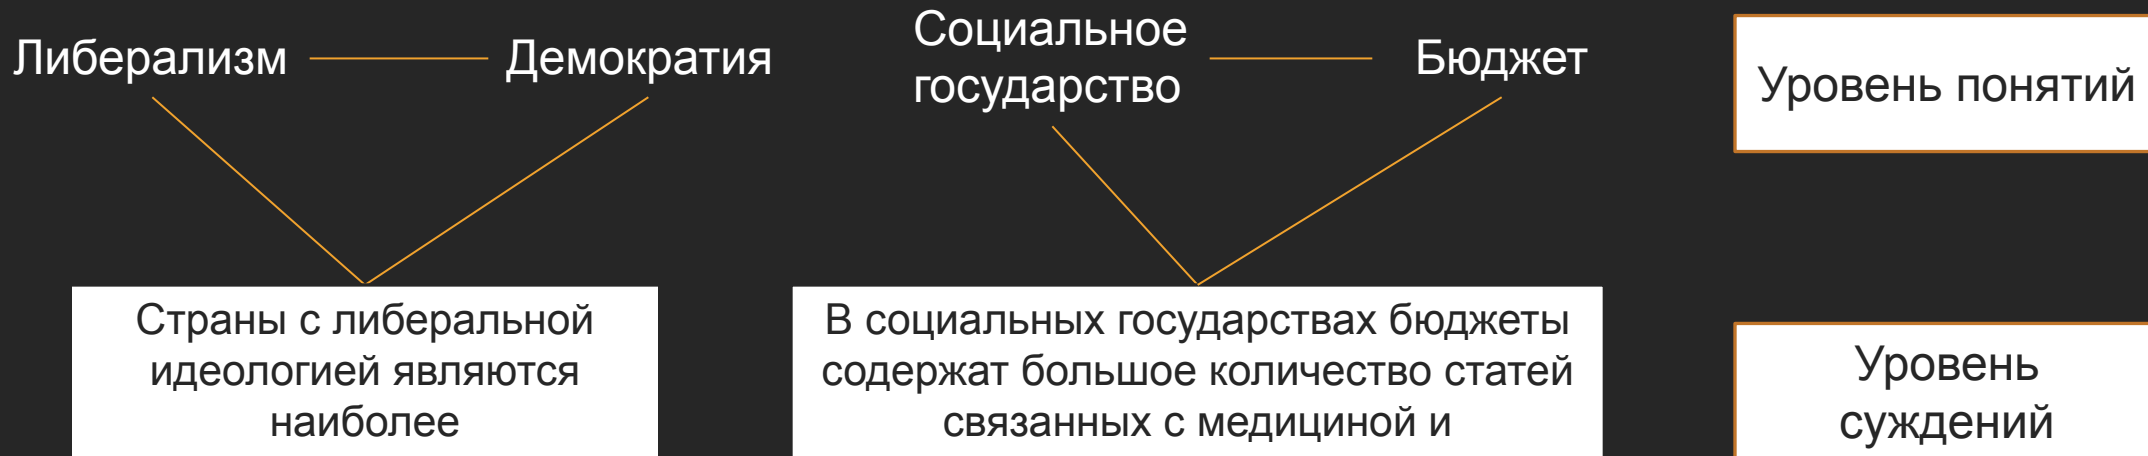 Либерализм
Демократия
Социальное
государство
Бюджет
Уровень понятий
Страны с либеральной
идеологией являются
наиболее
В социальных государствах бюджеты
содержат большое количество статей
связанных с медициной и
Уровень
суждений